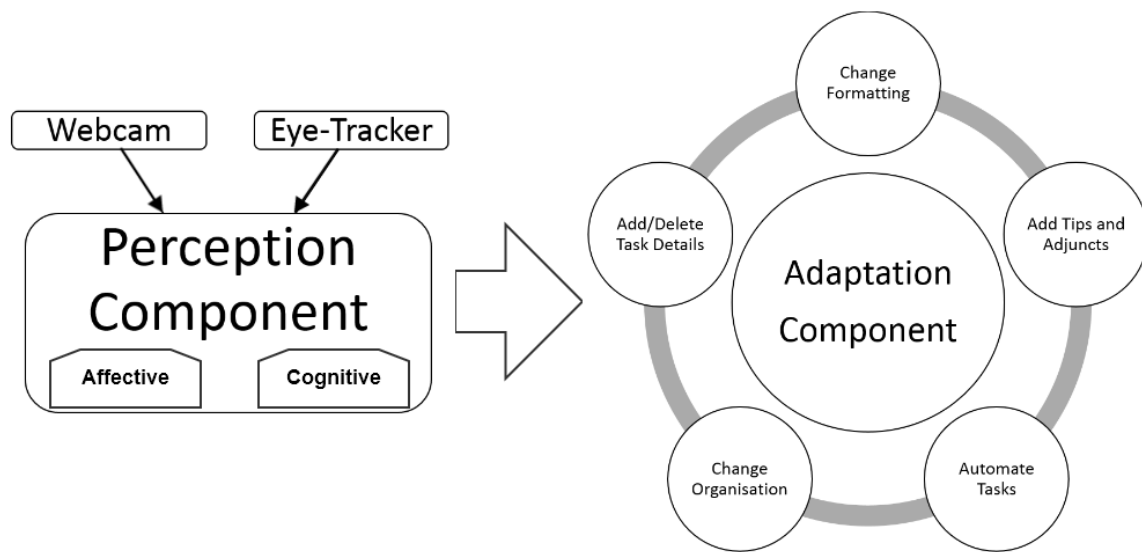 Webcam
Eye-Tracker
Perception
Component
Affective
Cognitive
Change
Formatting
Add/Delete
Task Details
Add Tips and
Adjuncts
Adaptation
Component
Change
Organisation
Automate
Tasks